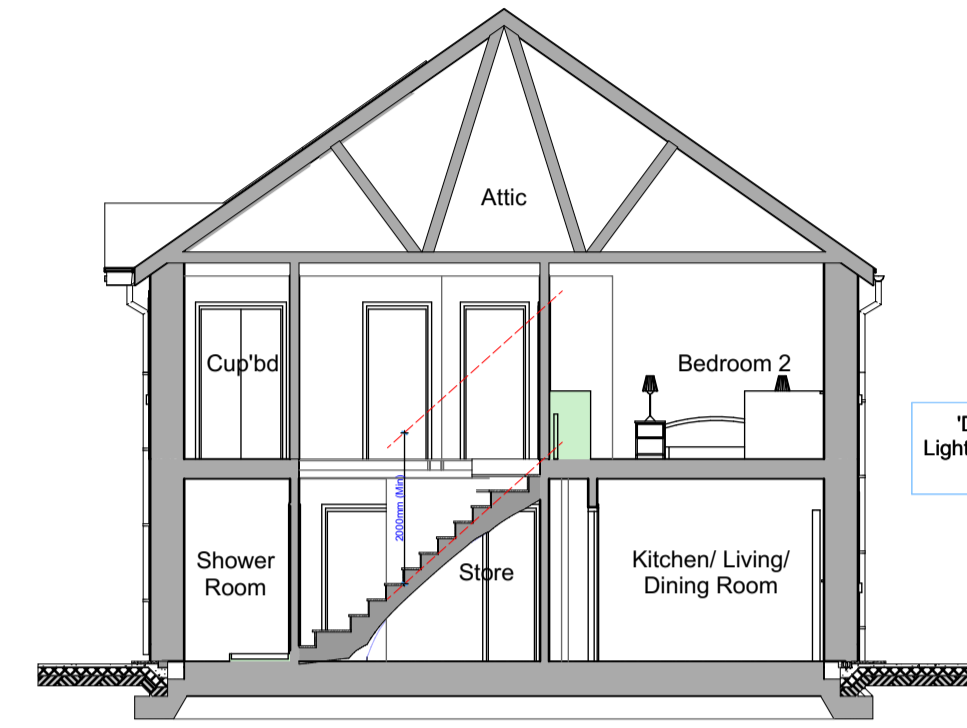 Attic
Cup'bd
Bedroom 2
'D
Light
2000mm (Min)
Shower
Room
Store
Kitchen/ Living/
Dining Room